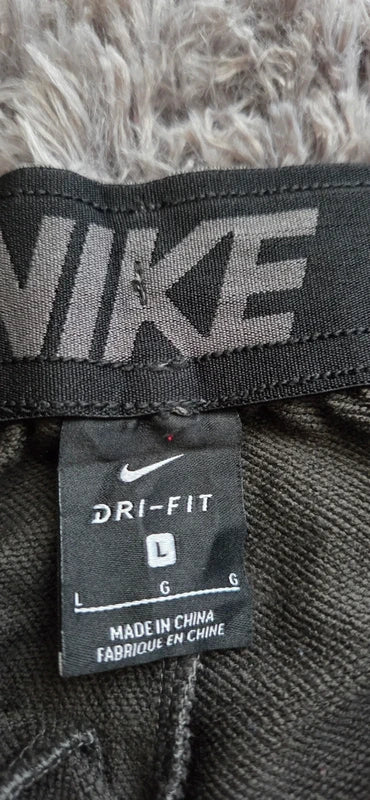 NIKE
DRI-FIT
L
L G G
MADE IN CHINA
FABRIQUE EN CHINE